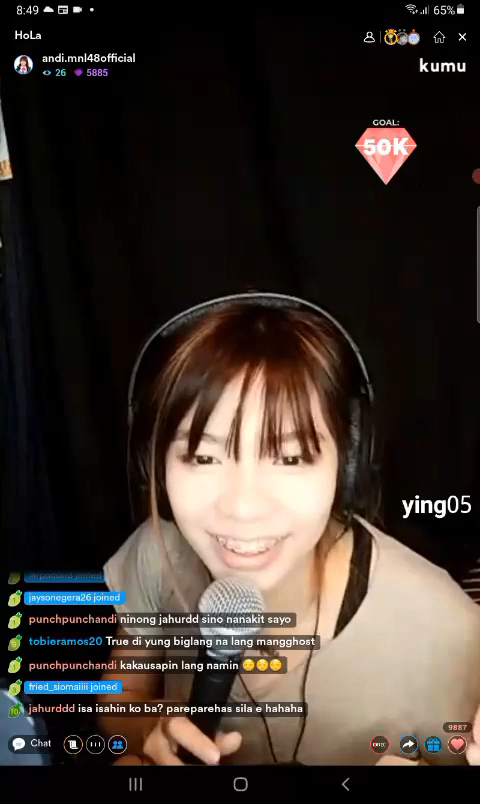 8:49
65%
HoLa
andi.mnl48official
26 5885
kumu
GOAL:
50K
ying05
joined
jaysonegera26 joined
punchpunchandi ninong jahurdd sino nanakit sayo
tobieramos20 True di yung biglang na lang mangghost
punchpunchandi kakausapin lang namin 😊😊😊
fried_siomaiiii joined
jahurddd isa isahin ko ba? pareparehas sila e hahaha
9887
Chat